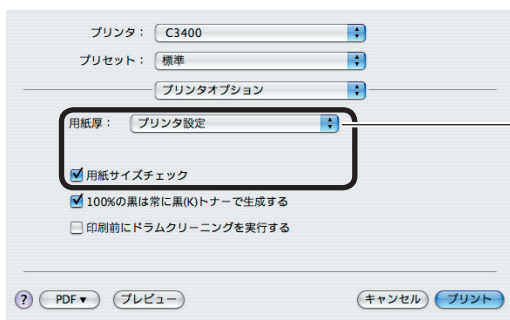 プリンタ： C3400
プリセット： 標準
プリンタオプション
用紙厚： プリンタ設定
用紙サイズチェック
100%の黒は常に黒(K)トナーで生成する
印刷前にドラムクリーニングを実行する
? PDF▼ プレビュー キャンセル プリント